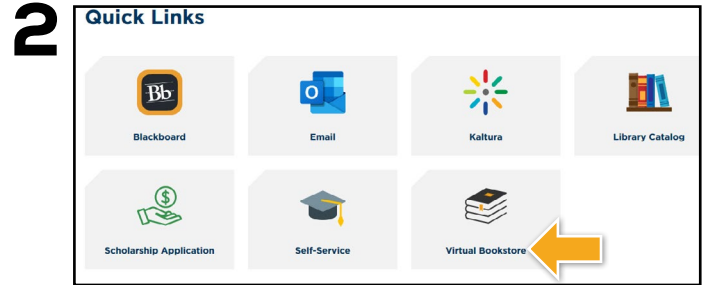 2
Quick Links
Bb
O
Blackboard
Email
Kaltura
Library Catalog
$
Scholarship Application
Self-Service
Virtual Bookstore